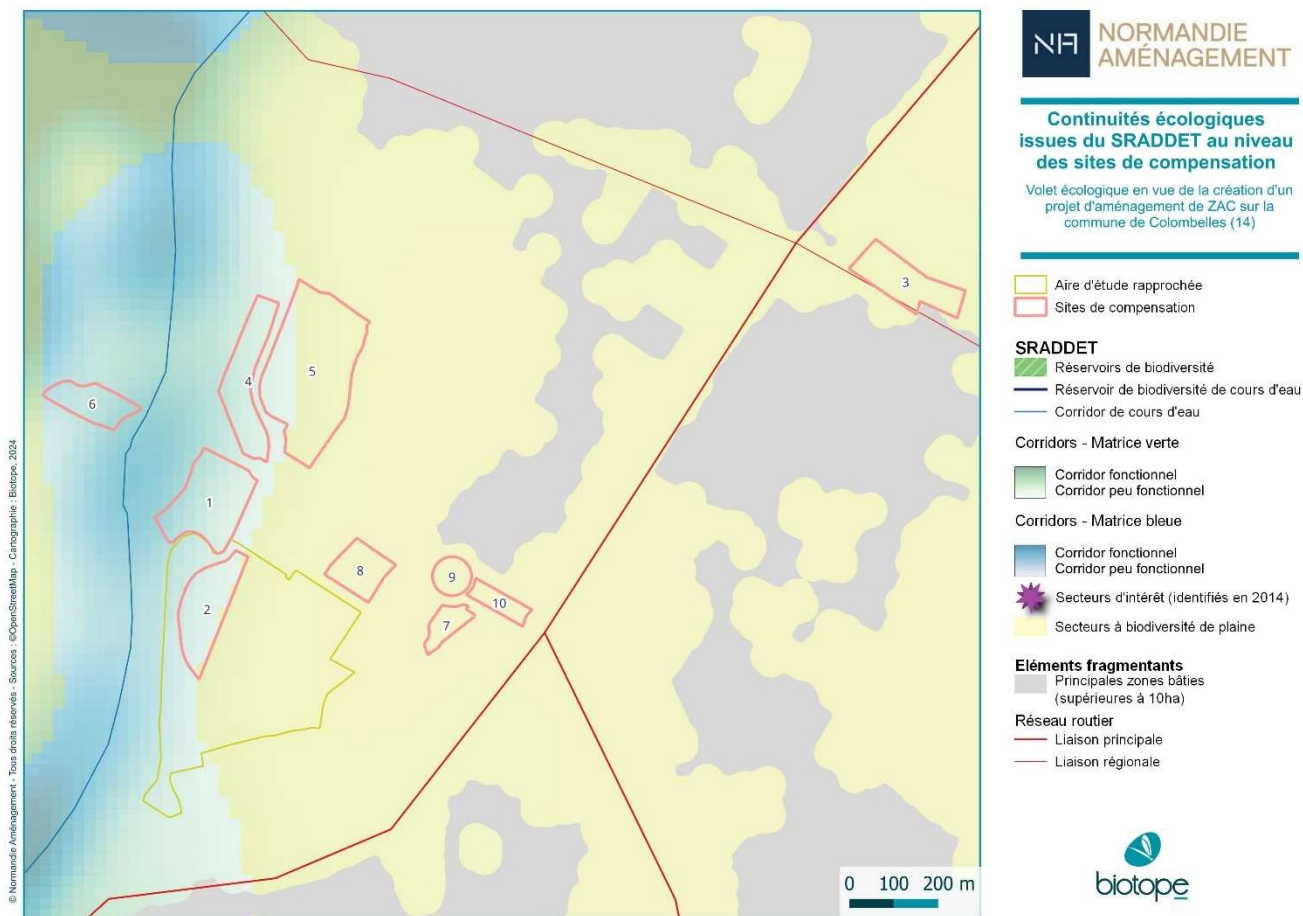 NORMANDIE
AMÉNAGEMENT
Continuités écologiques
issues du SRADDET au niveau
des sites de compensation
Volet écologique en vue de la création d'un
projet d'aménagement de ZAC sur la
commune de Colombelles (14)
Aire d'étude rapprochée
Sites de compensation
SRADDET
Réservoirs de biodiversité
Réservoir de biodiversité de cours d'eau
Corridor de cours d'eau
Corridors - Matrice verte
Corridor fonctionnel
Corridor peu fonctionnel
Corridors - Matrice bleue
Corridor fonctionnel
Corridor peu fonctionnel
Secteurs d'intérêt (identifiés en 2014)
Secteurs à biodiversité de plaine
Eléments fragmentants
Principales zones bâties
(supérieures à 10ha)
Réseau routier
Liaison principale
Liaison régionale
biotope
3
5
4
6
1
8
9
10
2
7
0 100 200 m
© Normandie Aménagement - Tous droits réservés - Sources : ©OpenStreetMap - Cartographie : Biotope, 2024